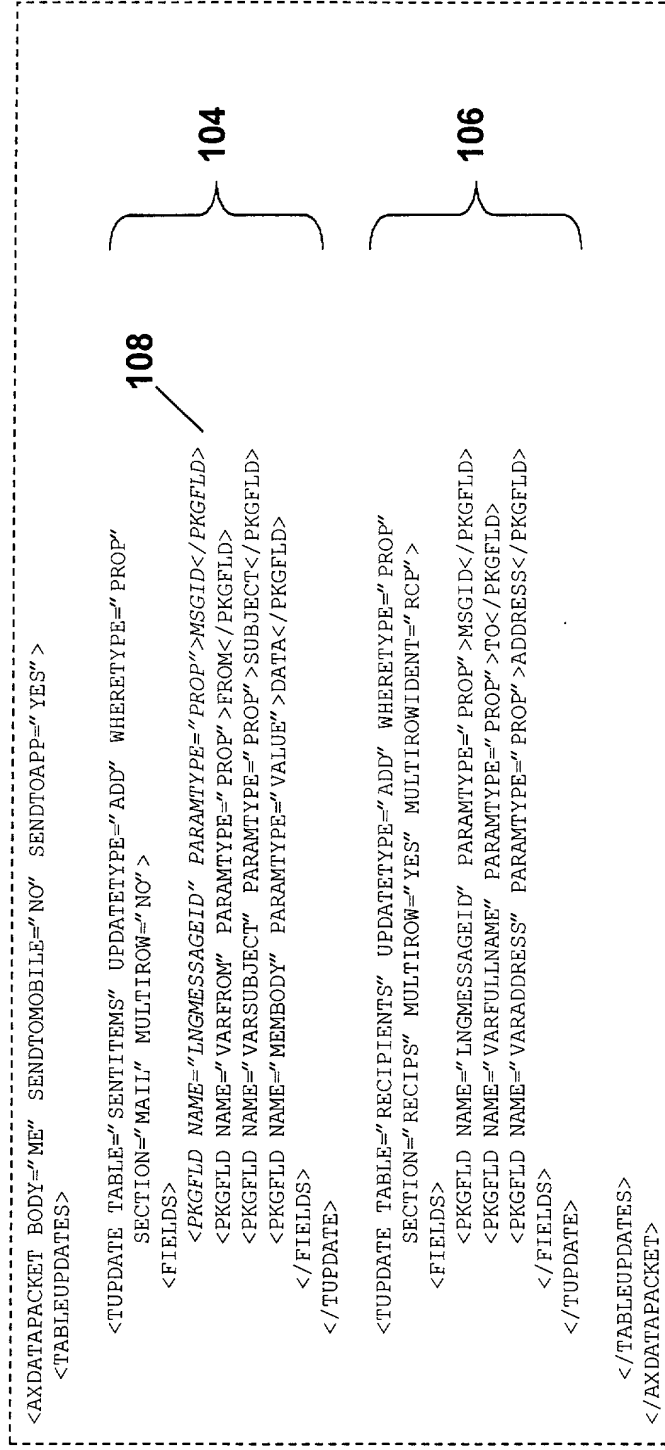 <AXDATAPACKET BODY="ME" SENDTOMOBILE="NO" SENDTOAPP="YES">
<TABLEUPDATES>
<TUPDATE TABLE="SENTITEMS" UPDATETYPE="ADD" WHERETYPE="PROP"
SECTION="MAIL" MULTIROW="NO">
<FIELDS>
108
<PKGFLD NAME="LNGMESSAGEID" PARAMTYPE="PROP">MSGID</PKGFLD>
<PKGFLD NAME="VARFROM" PARAMTYPE="PROP">FROM</PKGFLD>
<PKGFLD NAME="VARSUBJECT" PARAMTYPE="PROP">SUBJECT</PKGFLD>
<PKGFLD NAME="MEMBODY" PARAMTYPE="VALUE">DATA</PKGFLD>
</FIELDS>
</TUPDATE>
104
<TUPDATE TABLE="RECIPIENTS" UPDATETYPE="ADD" WHERETYPE="PROP"
SECTION="RECIPS" MULTIROW="YES" MULTIROWIDENT="RCP">
<FIELDS>
<PKGFLD NAME="LNGMESSAGEID" PARAMTYPE="PROP">MSGID</PKGFLD>
<PKGFLD NAME="VARFULLNAME" PARAMTYPE="PROP">TO</PKGFLD>
<PKGFLD NAME="VARADDRESS" PARAMTYPE="PROP">ADDRESS</PKGFLD>
</FIELDS>
</TUPDATE>
106
</TABLEUPDATES>
</AXDATAPACKET>